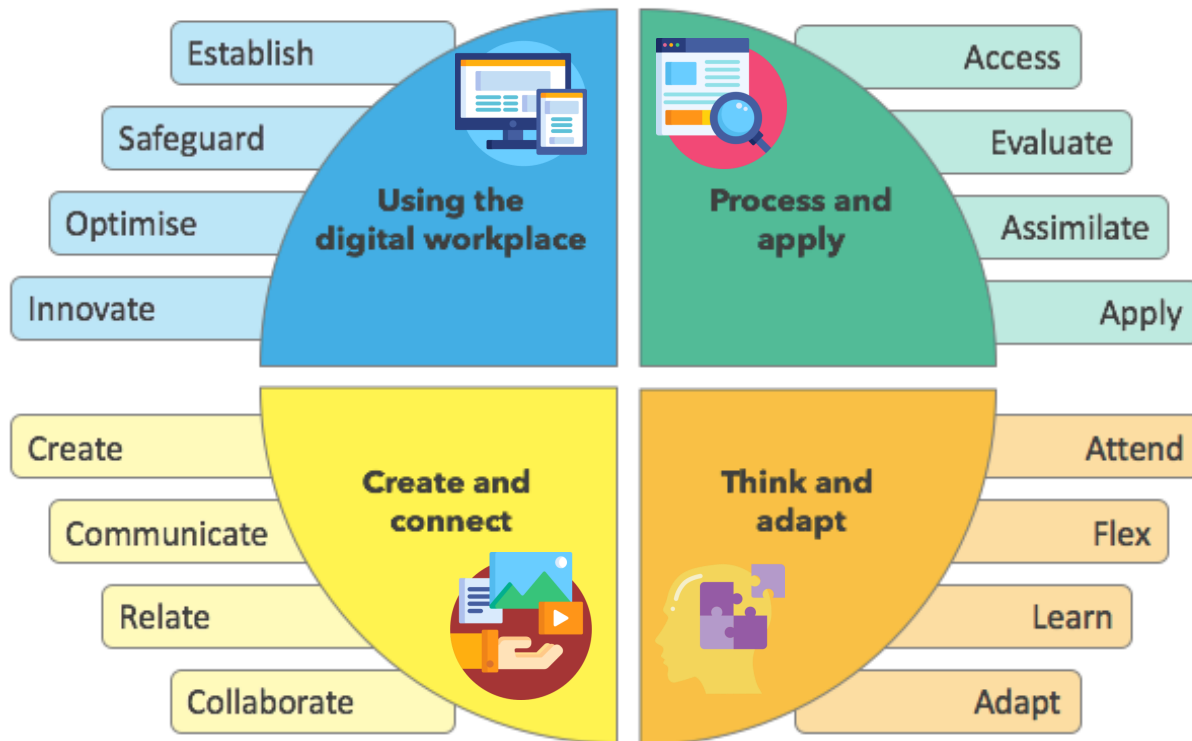 Establish
Safeguard
Optimise
Innovate
Using the
digital workplace
Process and
apply
Access
Evaluate
Assimilate
Apply
Create
Communicate
Relate
Collaborate
Create and
connect
Think and
adapt
Attend
Flex
Learn
Adapt